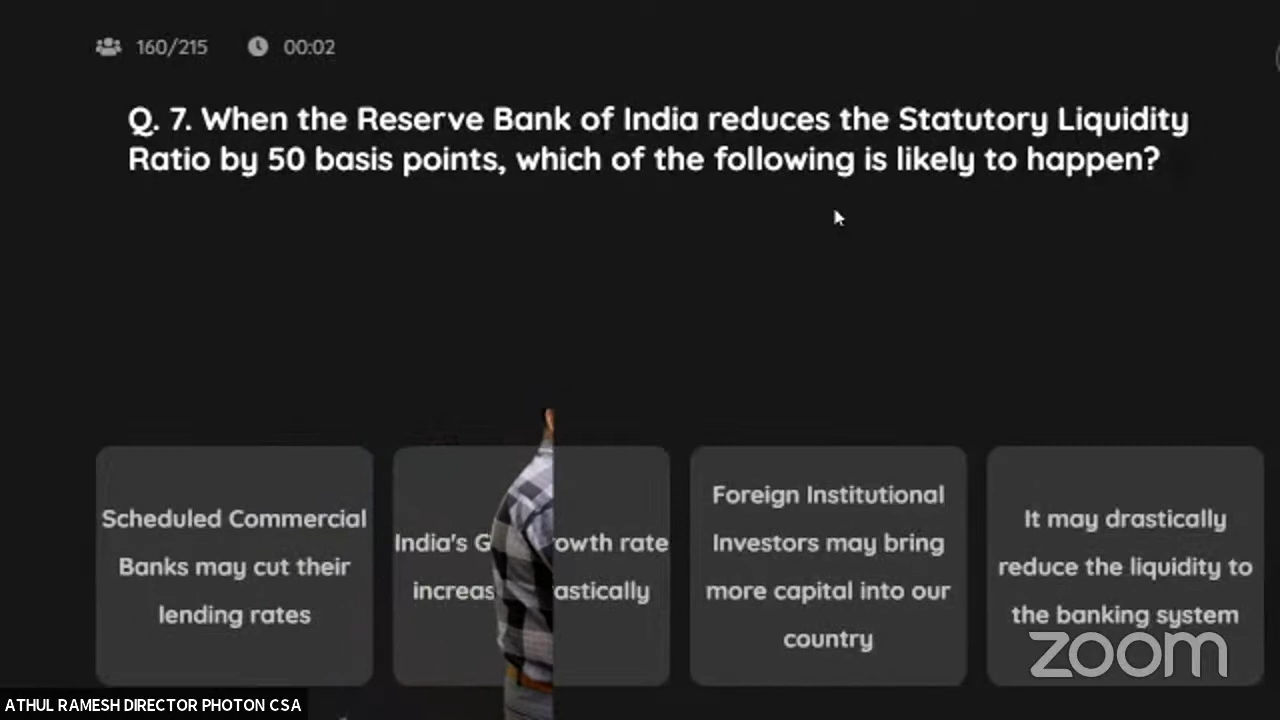 160/215 00:02
Q. 7. When the Reserve Bank of India reduces the Statutory Liquidity
Ratio by 50 basis points, which of the following is likely to happen?
Scheduled Commercial
Banks may cut their
lending rates
India's G owth rate
increas astically
Foreign Institutional
Investors may bring
more capital into our
country
It may drastically
reduce the liquidity to
the banking system
zoom
ATHUL RAMESH DIRECTOR PHOTON CSA